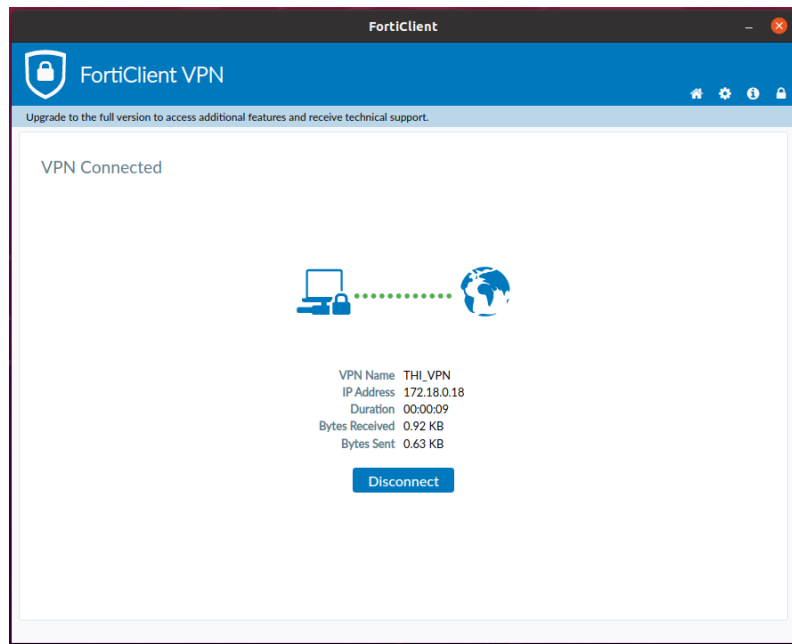 FortiClient
FortiClient VPN
Upgrade to the full version to access additional features and receive technical support.
VPN Connected
VPN Name THI_VPN
IP Address 172.18.0.18
Duration 00:00:09
Bytes Received 0.92 KB
Bytes Sent 0.63 KB
Disconnect